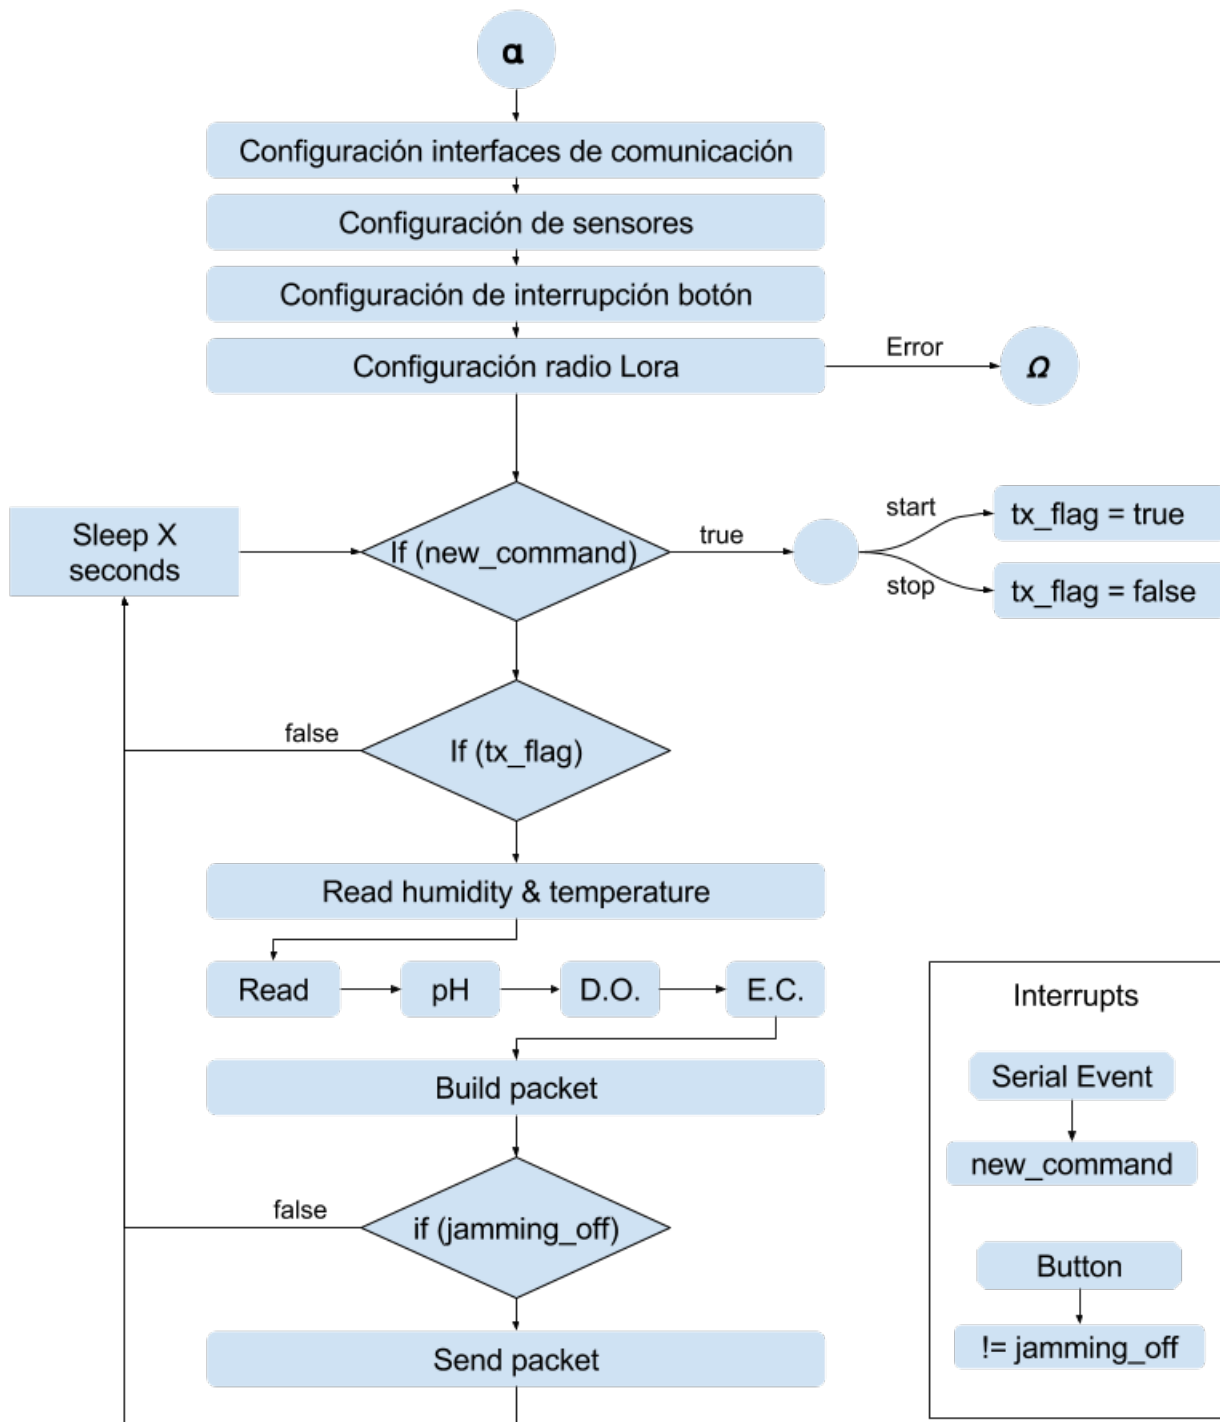 α
Configuración interfaces de comunicación
Configuración de sensores
Configuración de interrupción botón
Configuración radio Lora
Error
Ω
Sleep X
seconds
If (new_command)
true
start
tx_flag = true
stop
tx_flag = false
false
If (tx_flag)
Read humidity & temperature
Read
pH
D.O.
E.C.
Build packet
false
if (jamming_off)
Send packet
Interrupts
Serial Event
new_command
Button
!= jamming_off